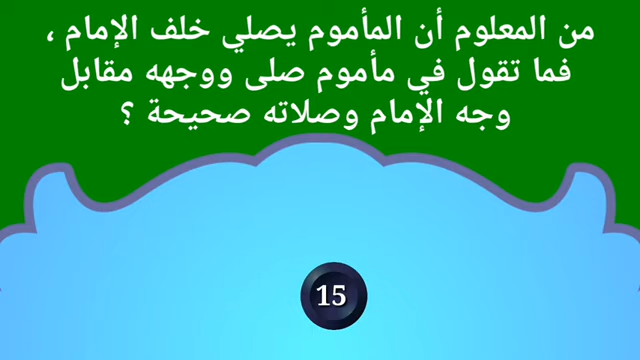 من المعلوم أن المأموم يصلي خلف الإمام ،
فما تقول في مأموم صلى ووجهه مقابل
وجه الإمام وصلاته صحيحة ؟
15